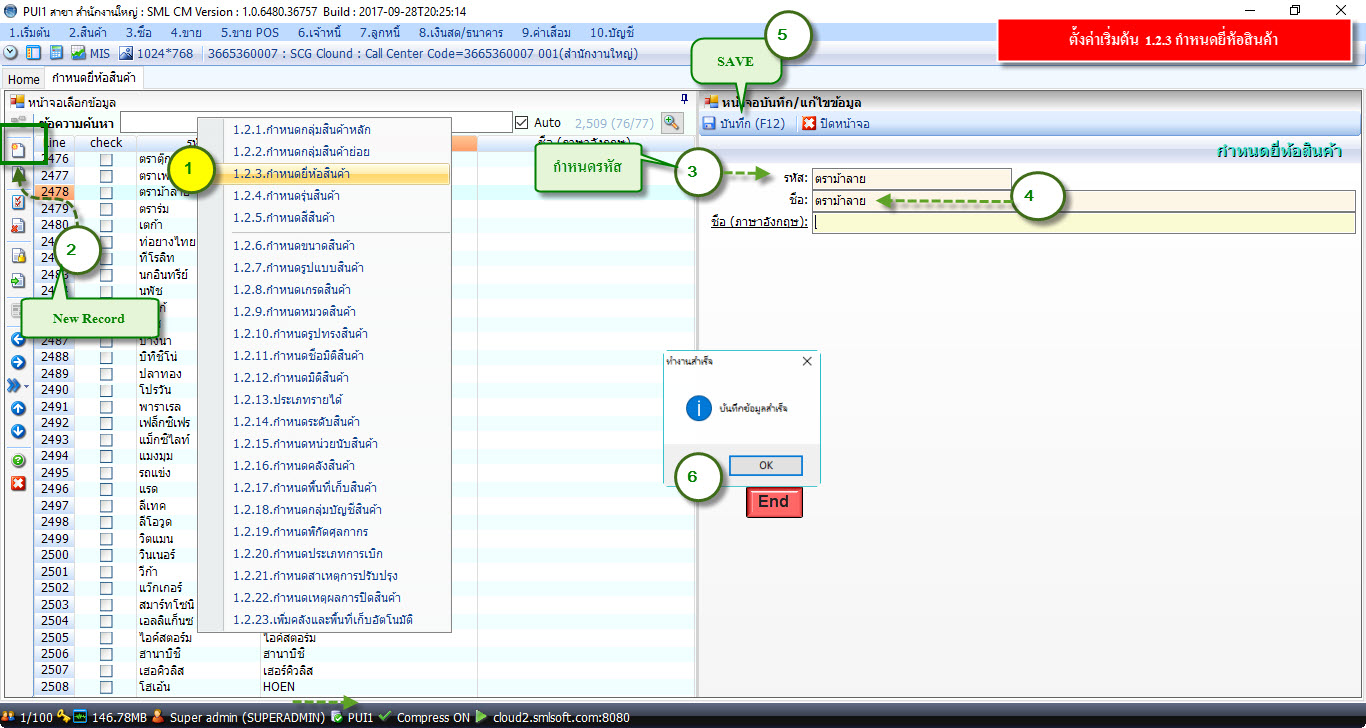 PUI1 สาขา สำนักงานใหญ่ : SML CM Version : 1.0.6480.36757 Build : 2017-09-28T20:25:14
1.เริ่มต้น 2.สินค้า 3.ซื้อ 4.ขาย 5.ขาย POS 6.เจ้าหนี้ 7.ลูกหนี้ 8.เงินสด/ธนาคาร 9.ค่าเสื่อม 10.บัญชี
MIS 1024*768 3665360007 : SCG Clound : Call Center Code=3665360007 001(สำนักงานใหญ่)
ตั้งค่าเริ่มต้น 1.2.3 กำหนดยี่ห้อสินค้า
Home กำหนดยี่ห้อสินค้า
หน้าจอเลือกข้อมูล
ข้อความค้นหา Auto 2,509 (76/77)
Line check ชื่อ (ภาษาอังกฤษ)
2476
2477
2478 ตราม้าลาย
2479 ตราร่ม
2480 เตก้า
ท่อยางไทย
ทีโรลิท
นกอินทรีย์
นพัช
2487 บางนา
2488 บีทีซีโน่
2489 ปลาทอง
2490 โปรวัน
2491 พาราเรล
2492 เฟล็กซีเฟร
2493 แม็กซีไลท์
2494 แมงมุม
2495 รถแข่ง
2496 แรด
2497 ลีเทค
2498 ลีโอวูด
2499 วีตแมน
2500 วินเนอร์
2501 วีก้า
2502 แว๊กเกอร์
2503 สมาร์ทโซนิ
2504 เอลลีแก็นซ
2505 ไอค์สตอร์ม ไอค์สตอร์ม
2506 ฮานาบิชิ ฮานาบิชิ
2507 เฮอคิวลิส เฮอร์คิวลิส
2508 โฮเอ้น HOEN
1.2.1.กำหนดกลุ่มสินค้าหลัก
1.2.2.กำหนดกลุ่มสินค้าย่อย
1.2.3.กำหนดยี่ห้อสินค้า
1.2.4.กำหนดรุ่นสินค้า
1.2.5.กำหนดสีสินค้า
1.2.6.กำหนดขนาดสินค้า
1.2.7.กำหนดรูปแบบสินค้า
1.2.8.กำหนดเกรดสินค้า
1.2.9.กำหนดหมวดสินค้า
1.2.10.กำหนดรูปทรงสินค้า
1.2.11.กำหนดชื่อมิติสินค้า
1.2.12.กำหนดมิติสินค้า
1.2.13.ประเภทรายได้
1.2.14.กำหนดระดับสินค้า
1.2.15.กำหนดหน่วยนับสินค้า
1.2.16.กำหนดคลังสินค้า
1.2.17.กำหนดพื้นที่เก็บสินค้า
1.2.18.กำหนดกลุ่มบัญชีสินค้า
1.2.19.กำหนดพิกัดศุลกากร
1.2.20.กำหนดประเภทการเบิก
1.2.21.กำหนดสาเหตุการปรับปรุง
1.2.22.กำหนดเหตุผลการปิดสินค้า
1.2.23.เพิ่มคลังและพื้นที่เก็บอัตโนมัติ
1
2
New Record
หน้าจอบันทึก/แก้ไขข้อมูล
บันทึก (F12) ปิดหน้าจอ
SAVE
5
กำหนดยี่ห้อสินค้า
กำหนดรหัส
3
รหัส: ตราม้าลาย
ชื่อ: ตราม้าลาย
4
ชื่อ (ภาษาอังกฤษ):
ทำงานสำเร็จ
บันทึกข้อมูลสำเร็จ
OK
6
End
1/100 146.78MB Super admin (SUPERADMIN) PUI1 Compress ON cloud2.smlsoft.com:8080